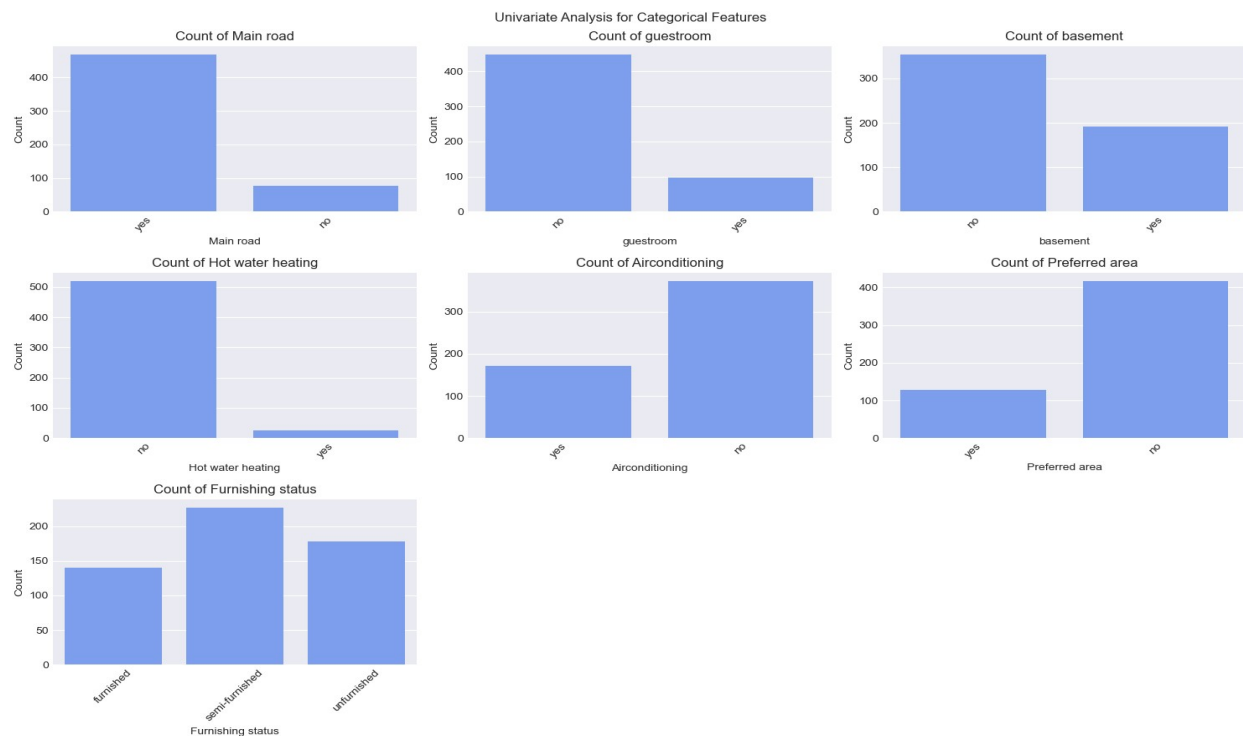 Univariate Analysis for Categorical Features
Count of Main road
Count
400
300
200
100
0
yes
no
Main road
Count of guestroom
Count
400
300
200
100
0
no
yes
guestroom
Count of basement
Count
300
200
100
0
no
yes
basement
Count of Hot water heating
Count
500
400
300
200
100
0
no
yes
Hot water heating
Count of Airconditioning
Count
300
200
100
0
yes
no
Airconditioning
Count of Preferred area
Count
400
300
200
100
0
yes
no
Preferred area
Count of Furnishing status
Count
200
150
100
50
0
furnished
semi-furnished
unfurnished
Furnishing status